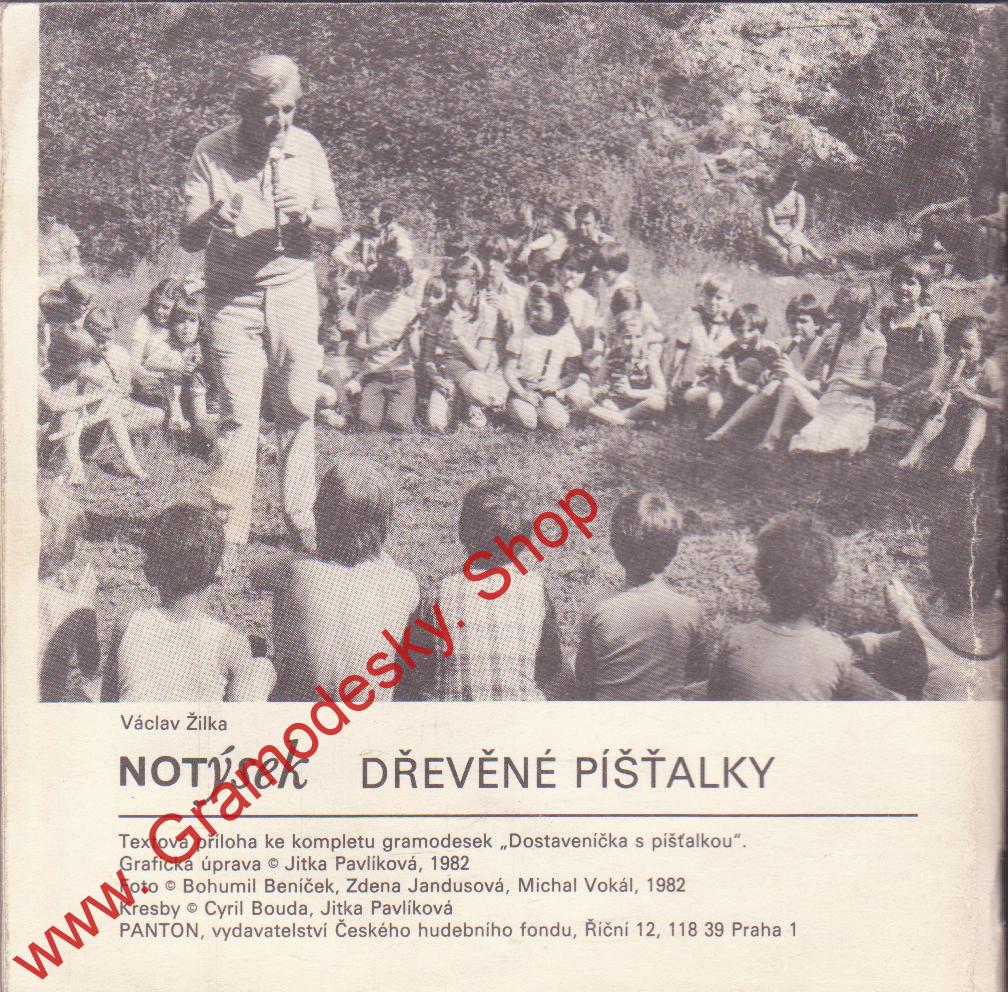 Václav Žilka
NOTýsek DŘEVĚNÉ PÍŠŤALKY
Textová příloha ke kompletu gramodesek „Dostaveníčka s píšťalkou“.
Grafická úprava © Jitka Pavlíková, 1982
Foto © Bohumil Beníček, Zdena Jandusová, Michal Vokál, 1982
Kresby © Cyril Bouda, Jitka Pavlíková
PANTON, vydavatelství Českého hudebního fondu, Říční 12, 118 39 Praha 1
www. Gramodesky. Shop